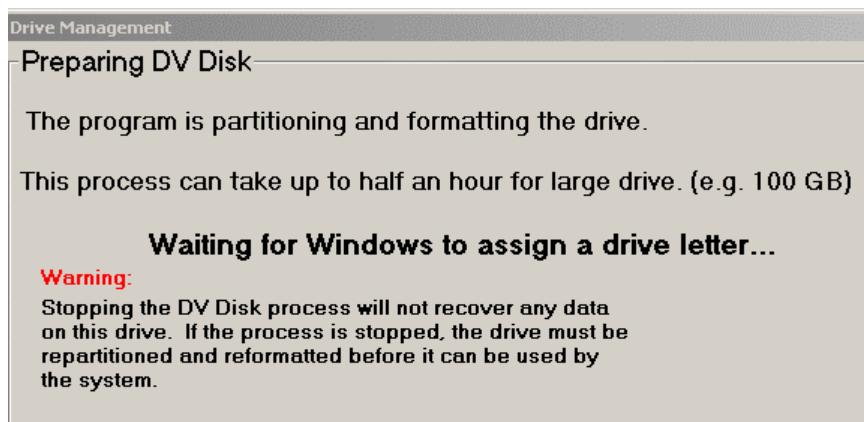 Drive Management
Preparing DV Disk
The program is partitioning and formatting the drive.
This process can take up to half an hour for large drive. (e.g. 100 GB)
Waiting for Windows to assign a drive letter...
Warning:
Stopping the DV Disk process will not recover any data
on this drive. If the process is stopped, the drive must be
repartitioned and reformatted before it can be used by
the system.